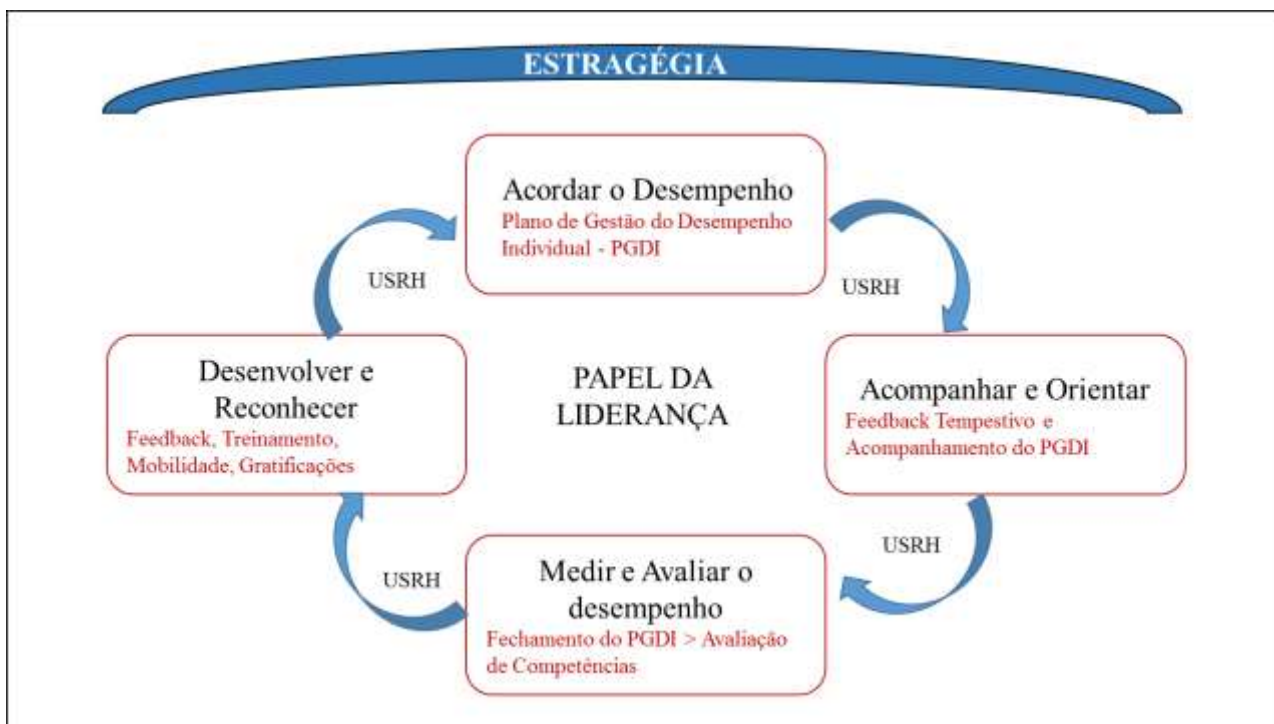 ESTRAGÉGIA
Acordar o Desempenho
Plano de Gestão do Desempenho
Individual - PGDI
USRH
USRH
Desenvolver e
Reconhecer
Feedback, Treinamento,
Mobilidade, Gratificações
PAPEL DA
LIDERANÇA
Acompanhar e Orientar
Feedback Tempestivo e
Acompanhamento do PGDI
USRH
USRH
Medir e Avaliar o
desempenho
Fechamento do PGDI > Avaliação
de Competências